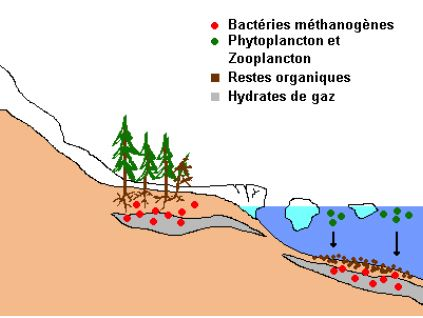 Bactéries méthanogènes
Phytoplancton et
Zooplancton
Restes organiques
Hydrates de gaz